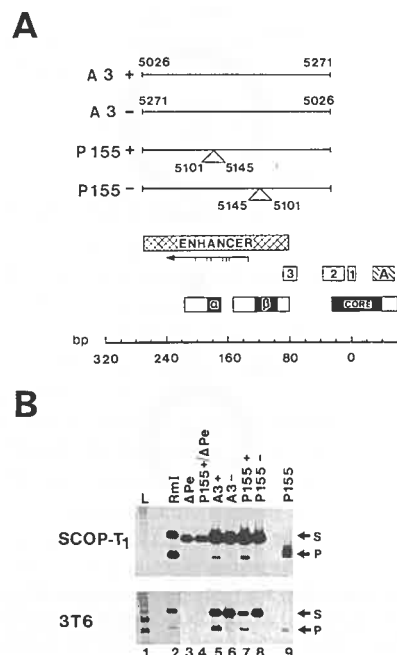 A
5026 5271
A 3 +
5271 5026
A 3 -
P 155 +
5101 5145
P 155 -
5145 5101
ENHANCER
3 2 1 A
α β CORE
bp
320 240 160 80 0
B
L RmI ΔPe P155+/ΔPe A3+ A3- P155+ P155- P155
SCOP-T1 S
P
3T6 S
P
1 2 3 4 5 6 7 8 9